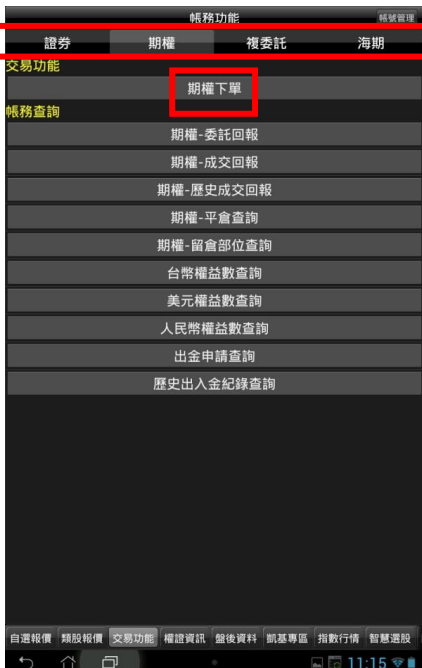 帳務功能 帳號管理
證券 期權 複委託 海期
交易功能
期權下單
帳務查詢
期權-委託回報
期權-成交回報
期權-歷史成交回報
期權-平倉查詢
期權-留倉部位查詢
台幣權益數查詢
美元權益數查詢
人民幣權益數查詢
出金申請查詢
歷史出入金紀錄查詢
自選報價 類股報價 交易功能 權證資訊 盤後資料 凱基專區 指數行情 智慧選股
11:15